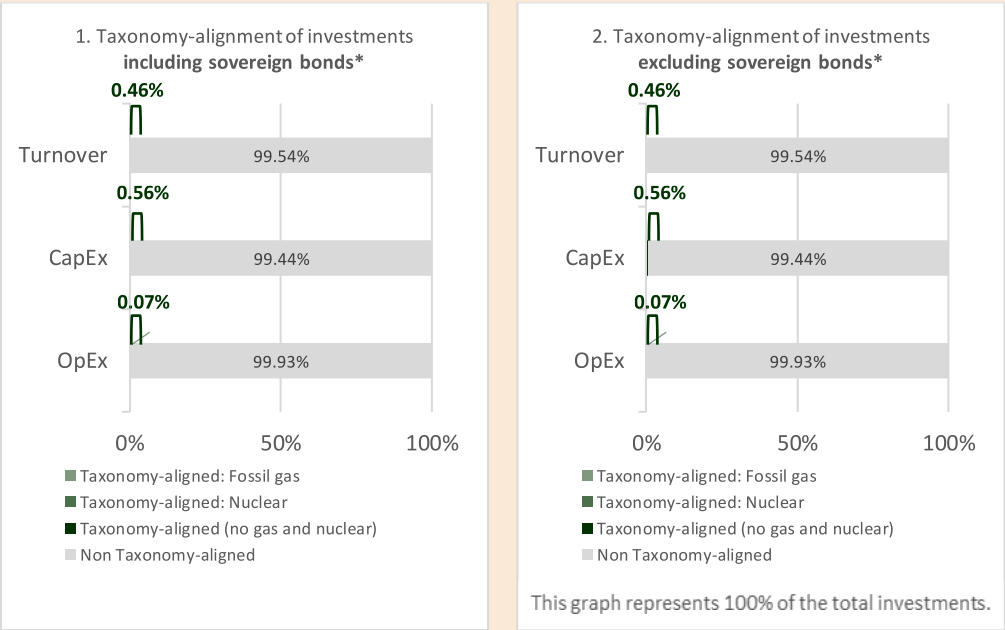 1. Taxonomy-alignment of investments
including sovereign bonds*
0.46%
Turnover
99.54%
0.56%
CapEx
99.44%
0.07%
OpEx
99.93%
0% 50% 100%
Taxonomy-aligned: Fossil gas
Taxonomy-aligned: Nuclear
Taxonomy-aligned (no gas and nuclear)
Non Taxonomy-aligned
2. Taxonomy-alignment of investments
excluding sovereign bonds*
0.46%
Turnover
99.54%
0.56%
CapEx
99.44%
0.07%
OpEx
99.93%
0% 50% 100%
Taxonomy-aligned: Fossil gas
Taxonomy-aligned: Nuclear
Taxonomy-aligned (no gas and nuclear)
Non Taxonomy-aligned
This graph represents 100% of the total investments.